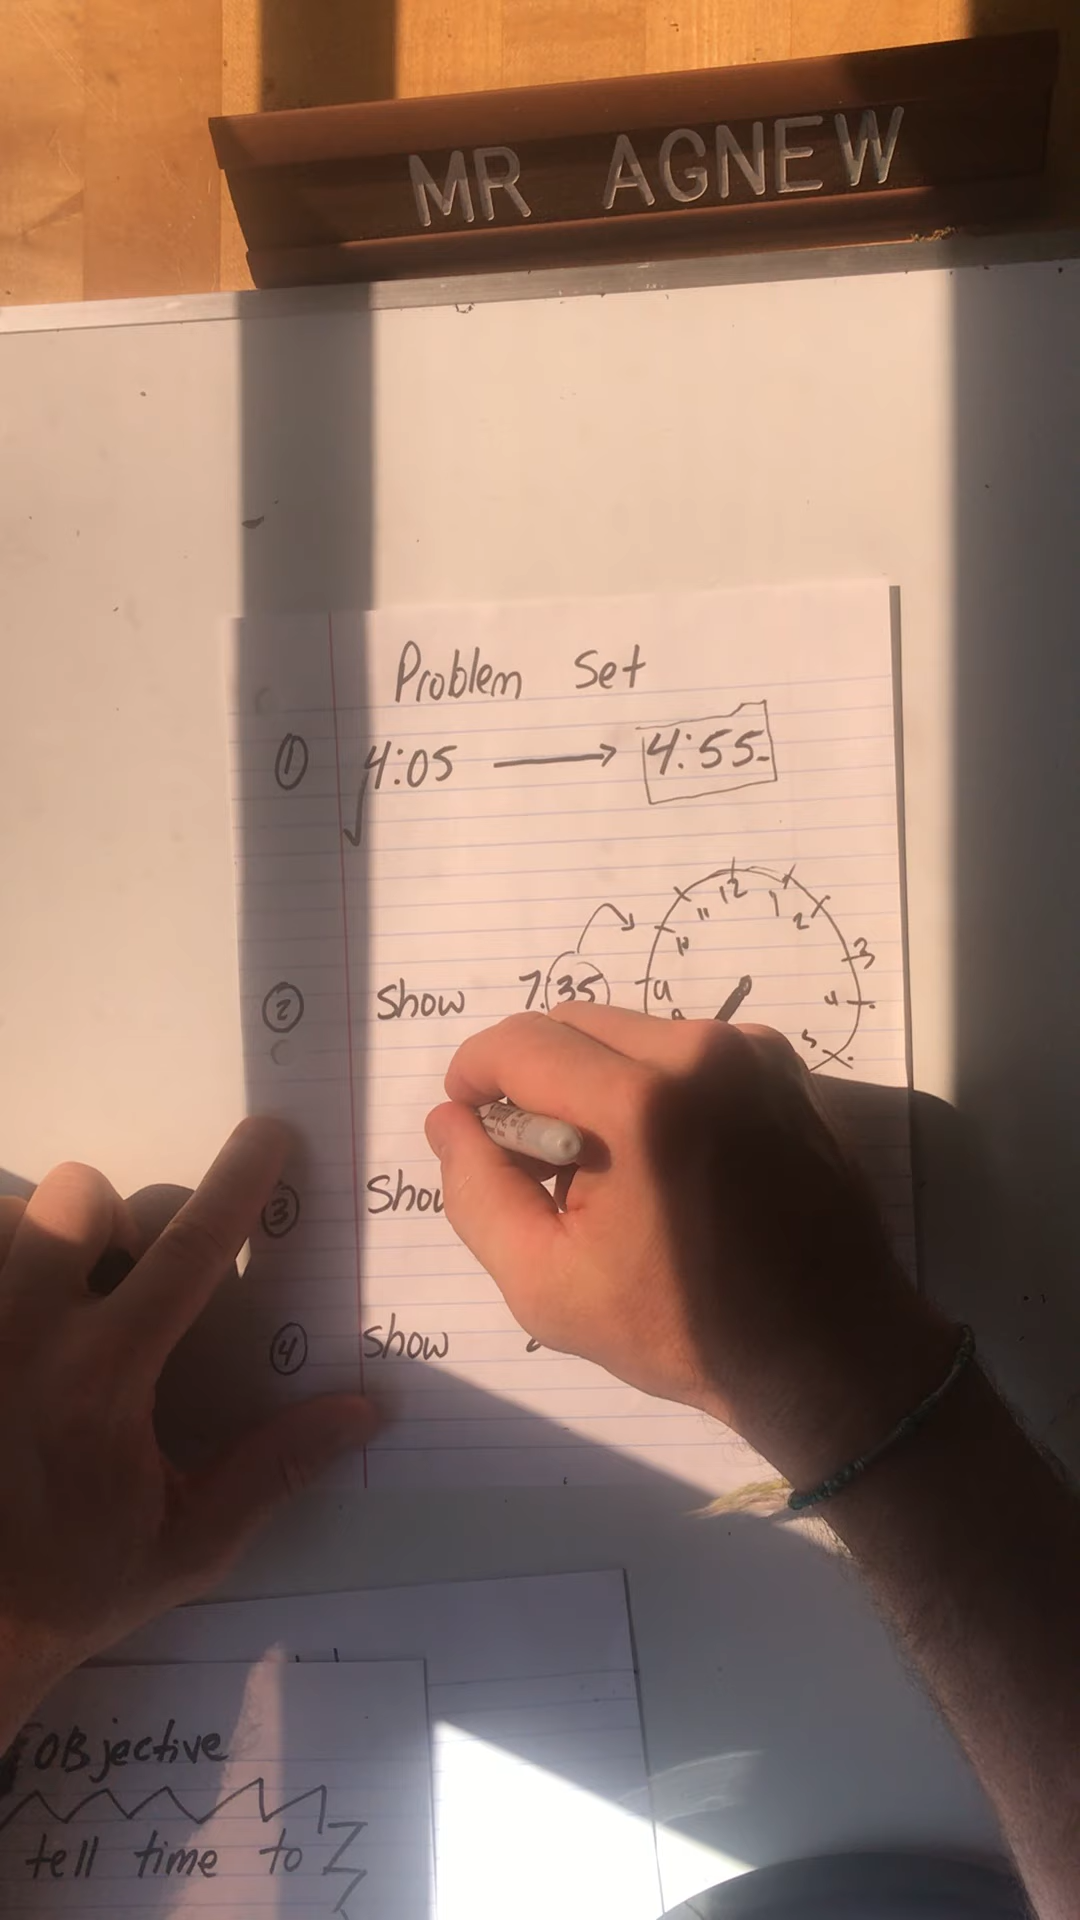 MR AGNEW
Problem Set
① 4:05 → 4:55
② Show 7:35
12
11 1
10 2
3
9 4
5
③ Show
④ Show
Objective
tell time to